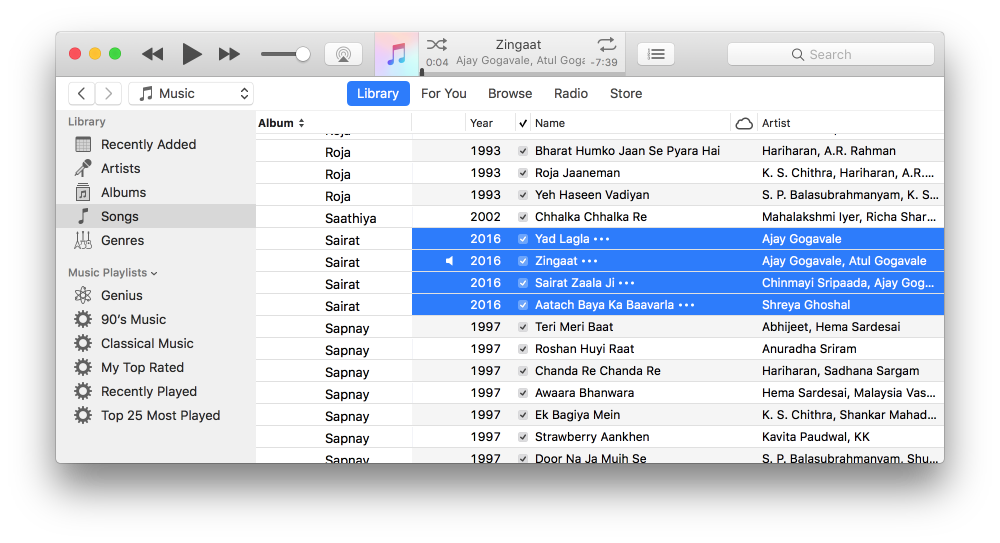 Zingaat
0:04 Ajay Gogavale, Atul Goga -7:39
Search
Music
Library For You Browse Radio Store
Library
Recently Added
Artists
Albums
Songs
Genres
Music Playlists
Genius
90's Music
Classical Music
My Top Rated
Recently Played
Top 25 Most Played
Album Year Name Artist
Roja
Roja 1993 Bharat Humko Jaan Se Pyara Hai Hariharan, A.R. Rahman
Roja 1993 Roja Jaaneman K. S. Chithra, Hariharan, A.R....
Roja 1993 Yeh Haseen Vadiyan S. P. Balasubrahmanyam, K. S...
Saathiya 2002 Chhalka Chhalka Re Mahalakshmi Iyer, Richa Shar...
Sairat 2016 Yad Lagla ••• Ajay Gogavale
Sairat 2016 Zingaat ••• Ajay Gogavale, Atul Gogavale
Sairat 2016 Sairat Zaala Ji ••• Chinmayi Sripaada, Ajay Gog...
Sairat 2016 Aatach Baya Ka Baavarla ••• Shreya Ghoshal
Sapnay 1997 Teri Meri Baat Abhijeet, Hema Sardesai
Sapnay 1997 Roshan Huyi Raat Anuradha Sriram
Sapnay 1997 Chanda Re Chanda Re Hariharan, Sadhana Sargam
Sapnay 1997 Awaara Bhanwara Hema Sardesai, Malaysia Vas...
Sapnay 1997 Ek Bagiya Mein K. S. Chithra, Shankar Mahad...
Sapnay 1997 Strawberry Aankhen Kavita Paudwal, KK
Sapnay 1997 Door Na Ja Mujh Se S. P. Balasubrahmanyam, Shu...